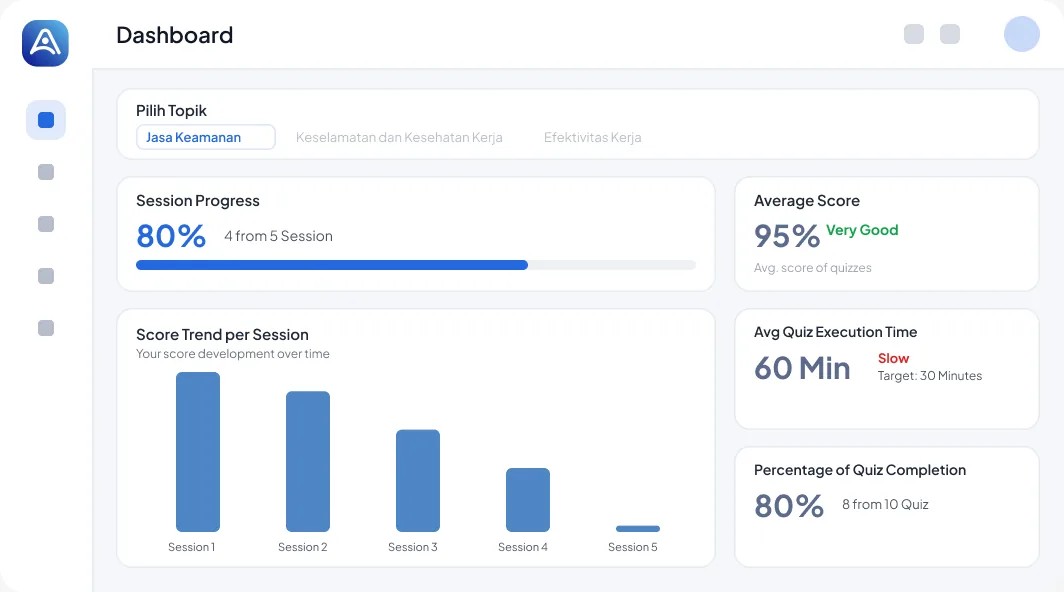 Dashboard
Pilih Topik
Jasa Keamanan
Keselamatan dan Kesehatan Kerja
Efektivitas Kerja
Session Progress
80%
4 from 5 Session
Average Score
95%
Very Good
Avg. score of quizzes
Score Trend per Session
Your score development over time
Session 1
Session 2
Session 3
Session 4
Session 5
Avg Quiz Execution Time
60 Min
Slow
Target: 30 Minutes
Percentage of Quiz Completion
80%
8 from 10 Quiz